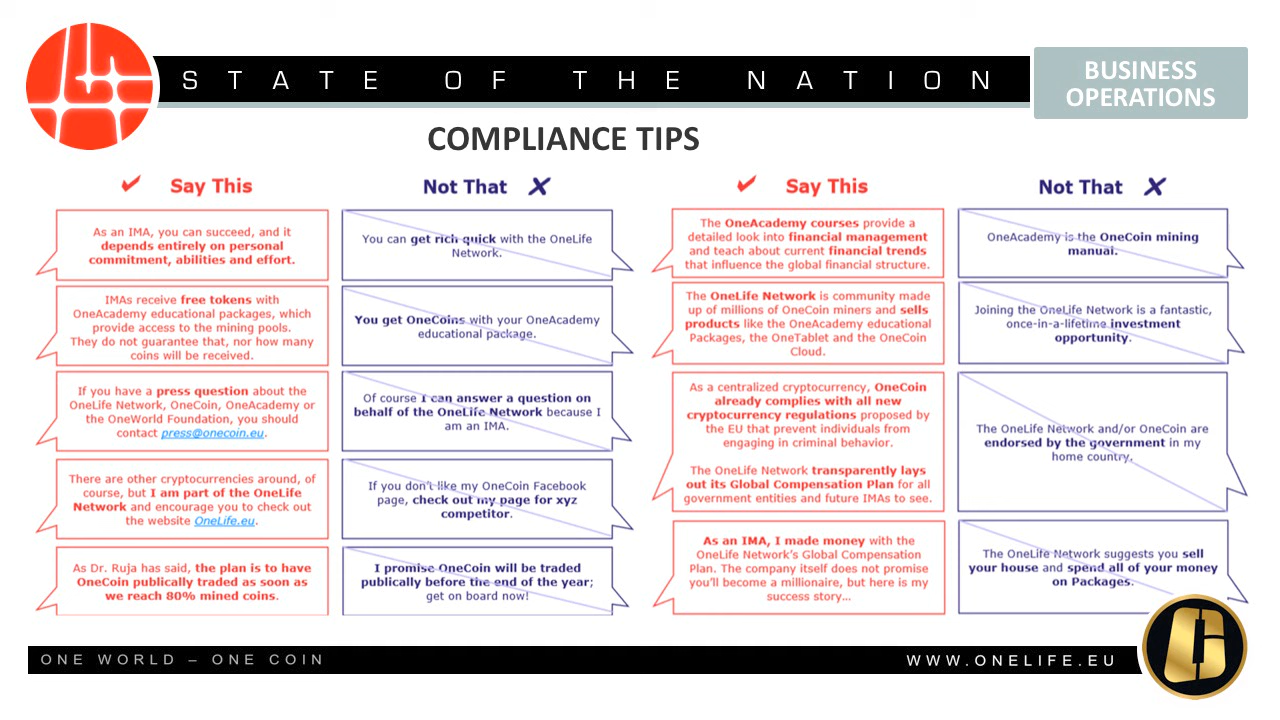 STATE OF THE NATION
BUSINESS
OPERATIONS
COMPLIANCE TIPS
Say This
Not That
As an IMA, you can succeed, and it
depends entirely on personal
commitment, abilities and effort.
You can get rich quick with the OneLife
Network.
IMAs receive free tokens with
OneAcademy educational packages, which
provide access to the mining pools.
They do not guarantee that, nor how many
coins will be received.
You get OneCoins with your OneAcademy
educational package.
If you have a press question about the
OneLife Network, OneCoin, OneAcademy or
the OneWorld Foundation, you should
contact press@onecoin.eu.
Of course I can answer a question on
behalf of the OneLife Network because I
am an IMA.
There are other cryptocurrencies around, of
course, but I am part of the OneLife
Network and encourage you to check out
the website OneLife.eu.
If you don't like my OneCoin Facebook
page, check out my page for xyz
competitor.
As Dr. Ruja has said, the plan is to have
OneCoin publically traded as soon as
we reach 80% mined coins.
I promise OneCoin will be traded
publically before the end of the year;
get on board now!
Say This
Not That
The OneAcademy courses provide a
detailed look into financial management
and teach about current financial trends
that influence the global financial structure.
OneAcademy is the OneCoin mining
manual.
The OneLife Network is community made
up of millions of OneCoin miners and sells
products like the OneAcademy educational
Packages, the OneTablet and the OneCoin
Cloud.
Joining the OneLife Network is a fantastic,
once-in-a-lifetime investment
opportunity.
As a centralized cryptocurrency, OneCoin
already complies with all new
cryptocurrency regulations proposed by
the EU that prevent individuals from
engaging in criminal behavior.
The OneLife Network transparently lays
out its Global Compensation Plan for all
government entities and future IMAs to see.
The OneLife Network and/or OneCoin are
endorsed by the government in my
home country.
As an IMA, I made money with the
OneLife Network's Global Compensation
Plan. The company itself does not promise
you'll become a millionaire, but here is my
success story...
The OneLife Network suggests you sell
your house and spend all of your money
on Packages.
ONE WORLD – ONE COIN
WWW.ONELIFE.EU